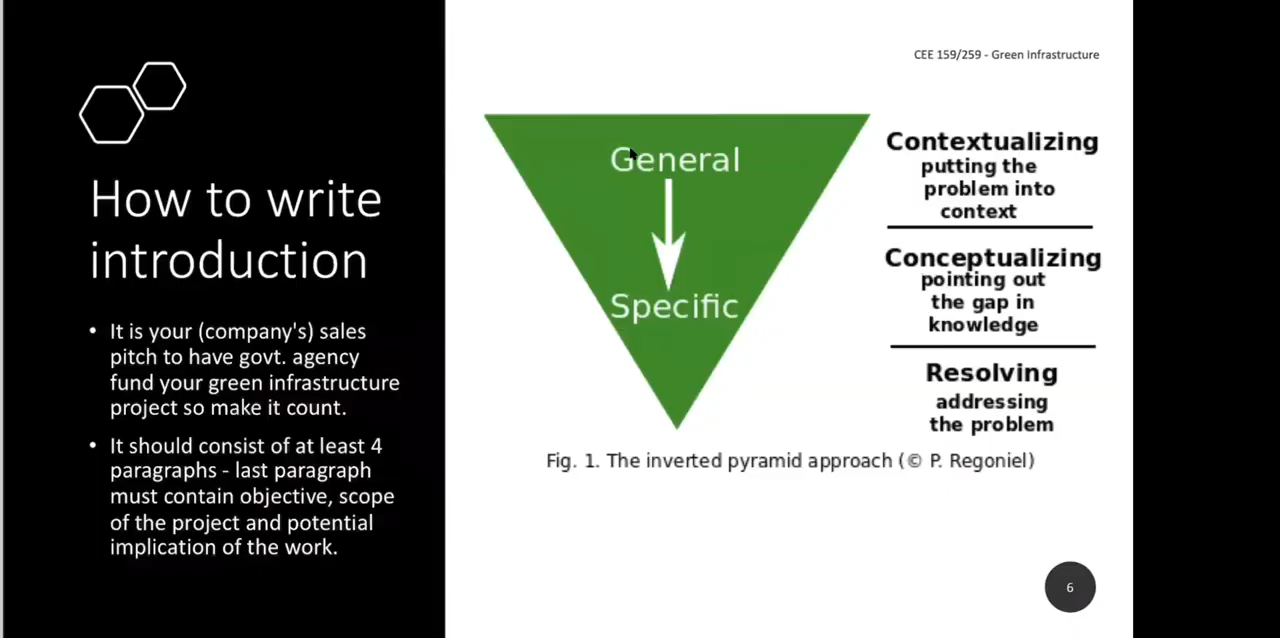 CEE 159/259 - Green Infrastructure
How to write
introduction
• It is your (company's) sales
pitch to have govt. agency
fund your green infrastructure
project so make it count.
• It should consist of at least 4
paragraphs - last paragraph
must contain objective, scope
of the project and potential
implication of the work.
General
Specific
Contextualizing
putting the
problem into
context
Conceptualizing
pointing out
the gap in
knowledge
Resolving
addressing
the problem
Fig. 1. The inverted pyramid approach (© P. Regoniel)
6